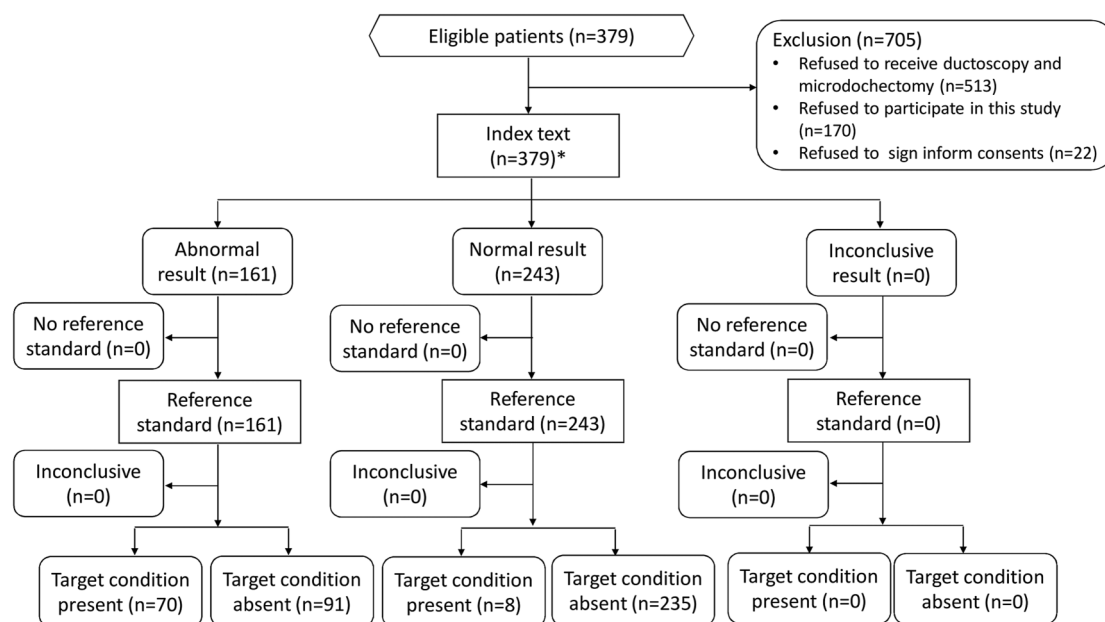 Eligible patients (n=379)
Exclusion (n=705)
• Refused to receive ductoscopy and
microdochectomy (n=513)
• Refused to participate in this study
(n=170)
• Refused to sign inform consents (n=22)
Index text
(n=379)*
Abnormal
result (n=161)
Normal result
(n=243)
Inconclusive
result (n=0)
No reference
standard (n=0)
No reference
standard (n=0)
No reference
standard (n=0)
Reference
standard (n=161)
Reference
standard (n=243)
Reference
standard (n=0)
Inconclusive
(n=0)
Inconclusive
(n=0)
Inconclusive
(n=0)
Target condition
present (n=70)
Target condition
absent (n=91)
Target condition
present (n=8)
Target condition
absent (n=235)
Target condition
present (n=0)
Target condition
absent (n=0)